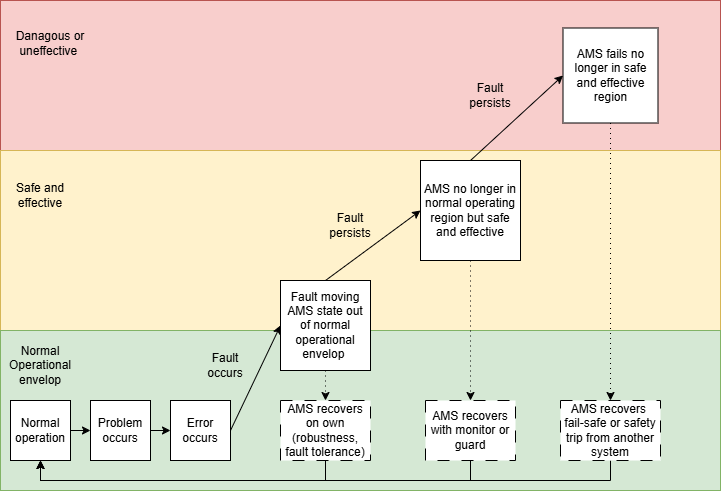 Danagous or
uneffective
AMS fails no
longer in safe
and effective
region
Fault
persists
Safe and
effective
AMS no longer in
normal operating
region but safe
and effective
Fault
persists
Fault moving
AMS state out
of normal
operational
envelop
Normal
Operational
envelop
Fault
occurs
Normal
operation
Problem
occurs
Error
occurs
AMS recovers
on own
(robustness,
fault tolerance)
AMS recovers
with monitor or
guard
AMS recovers
fail-safe or safety
trip from another
system